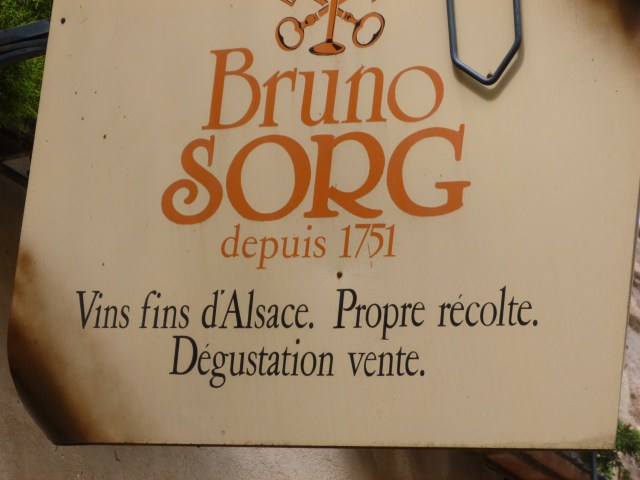 Bruno
SORG
depuis 1751
Vins fins d'Alsace. Propre récolte.
Dégustation vente.